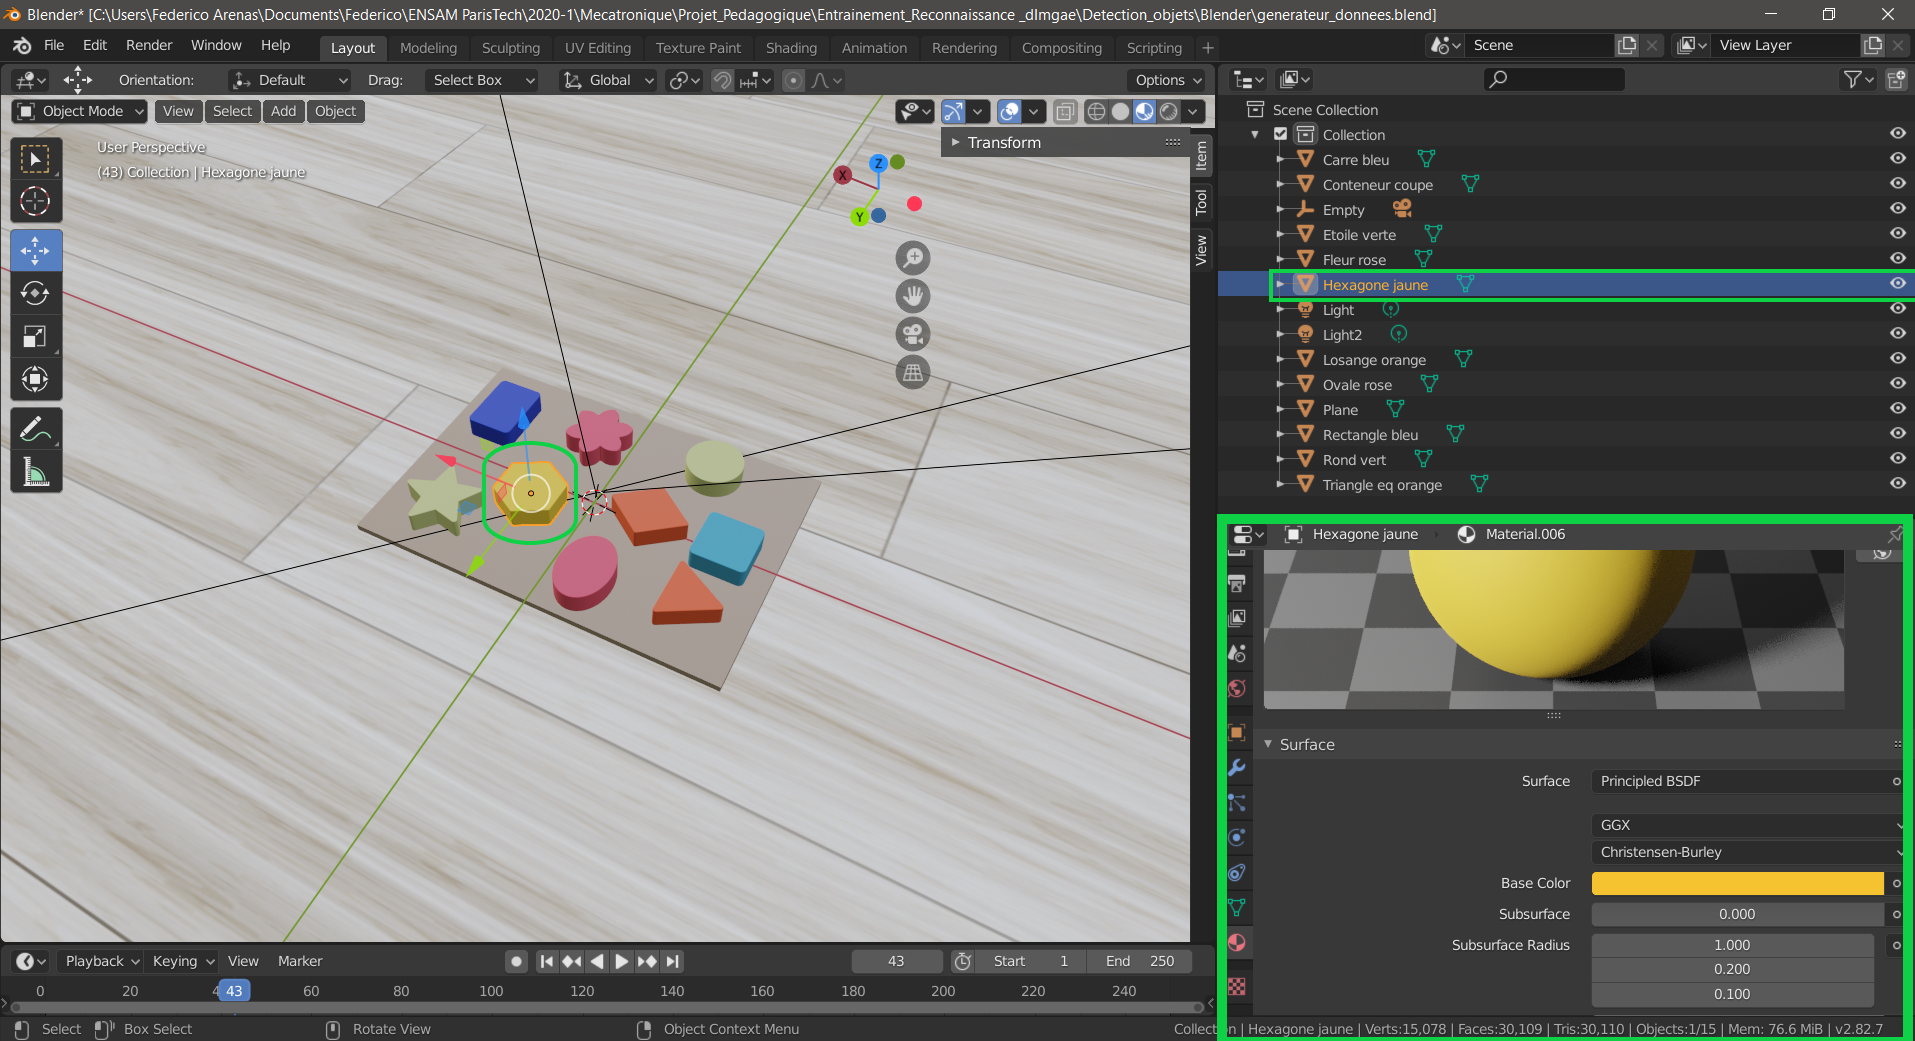 Blender* [C:\Users\Federico Arenas\Documents\Federico\ENSAM ParisTech\2020-1\Mecatronique\Projet_Pedagogique\Entrainement_Reconnaissance _dImgae\Detection_objets\Blender\generateur_donnees.blend]
File Edit Render Window Help Layout Modeling Sculpting UV Editing Texture Paint Shading Animation Rendering Compositing Scripting + Scene View Layer
Orientation: Default Drag: Select Box Global Options
Object Mode View Select Add Object
User Perspective
(43) Collection | Hexagone jaune
Transform
Item
Tool
View
X
Y
Z
Scene Collection
Collection
Carre bleu
Conteneur coupe
Empty
Etoile verte
Fleur rose
Hexagone jaune
Light
Light2
Losange orange
Ovale rose
Plane
Rectangle bleu
Rond vert
Triangle eq orange
Hexagone jaune Material.006
Surface
Surface Principled BSDF
GGX
Christensen-Burley
Base Color
Subsurface 0.000
Subsurface Radius 1.000
0.200
0.100
Playback Keying View Marker 43 Start 1 End 250
0 20 4 43 60 80 100 120 140 160 180 200 220 240
Select Box Select Rotate View Object Context Menu Collection | Hexagone jaune | Verts:15,078 | Faces:30,109 | Tris:30,110 | Objects:1/15 | Mem: 76.6 MiB | v2.82.7